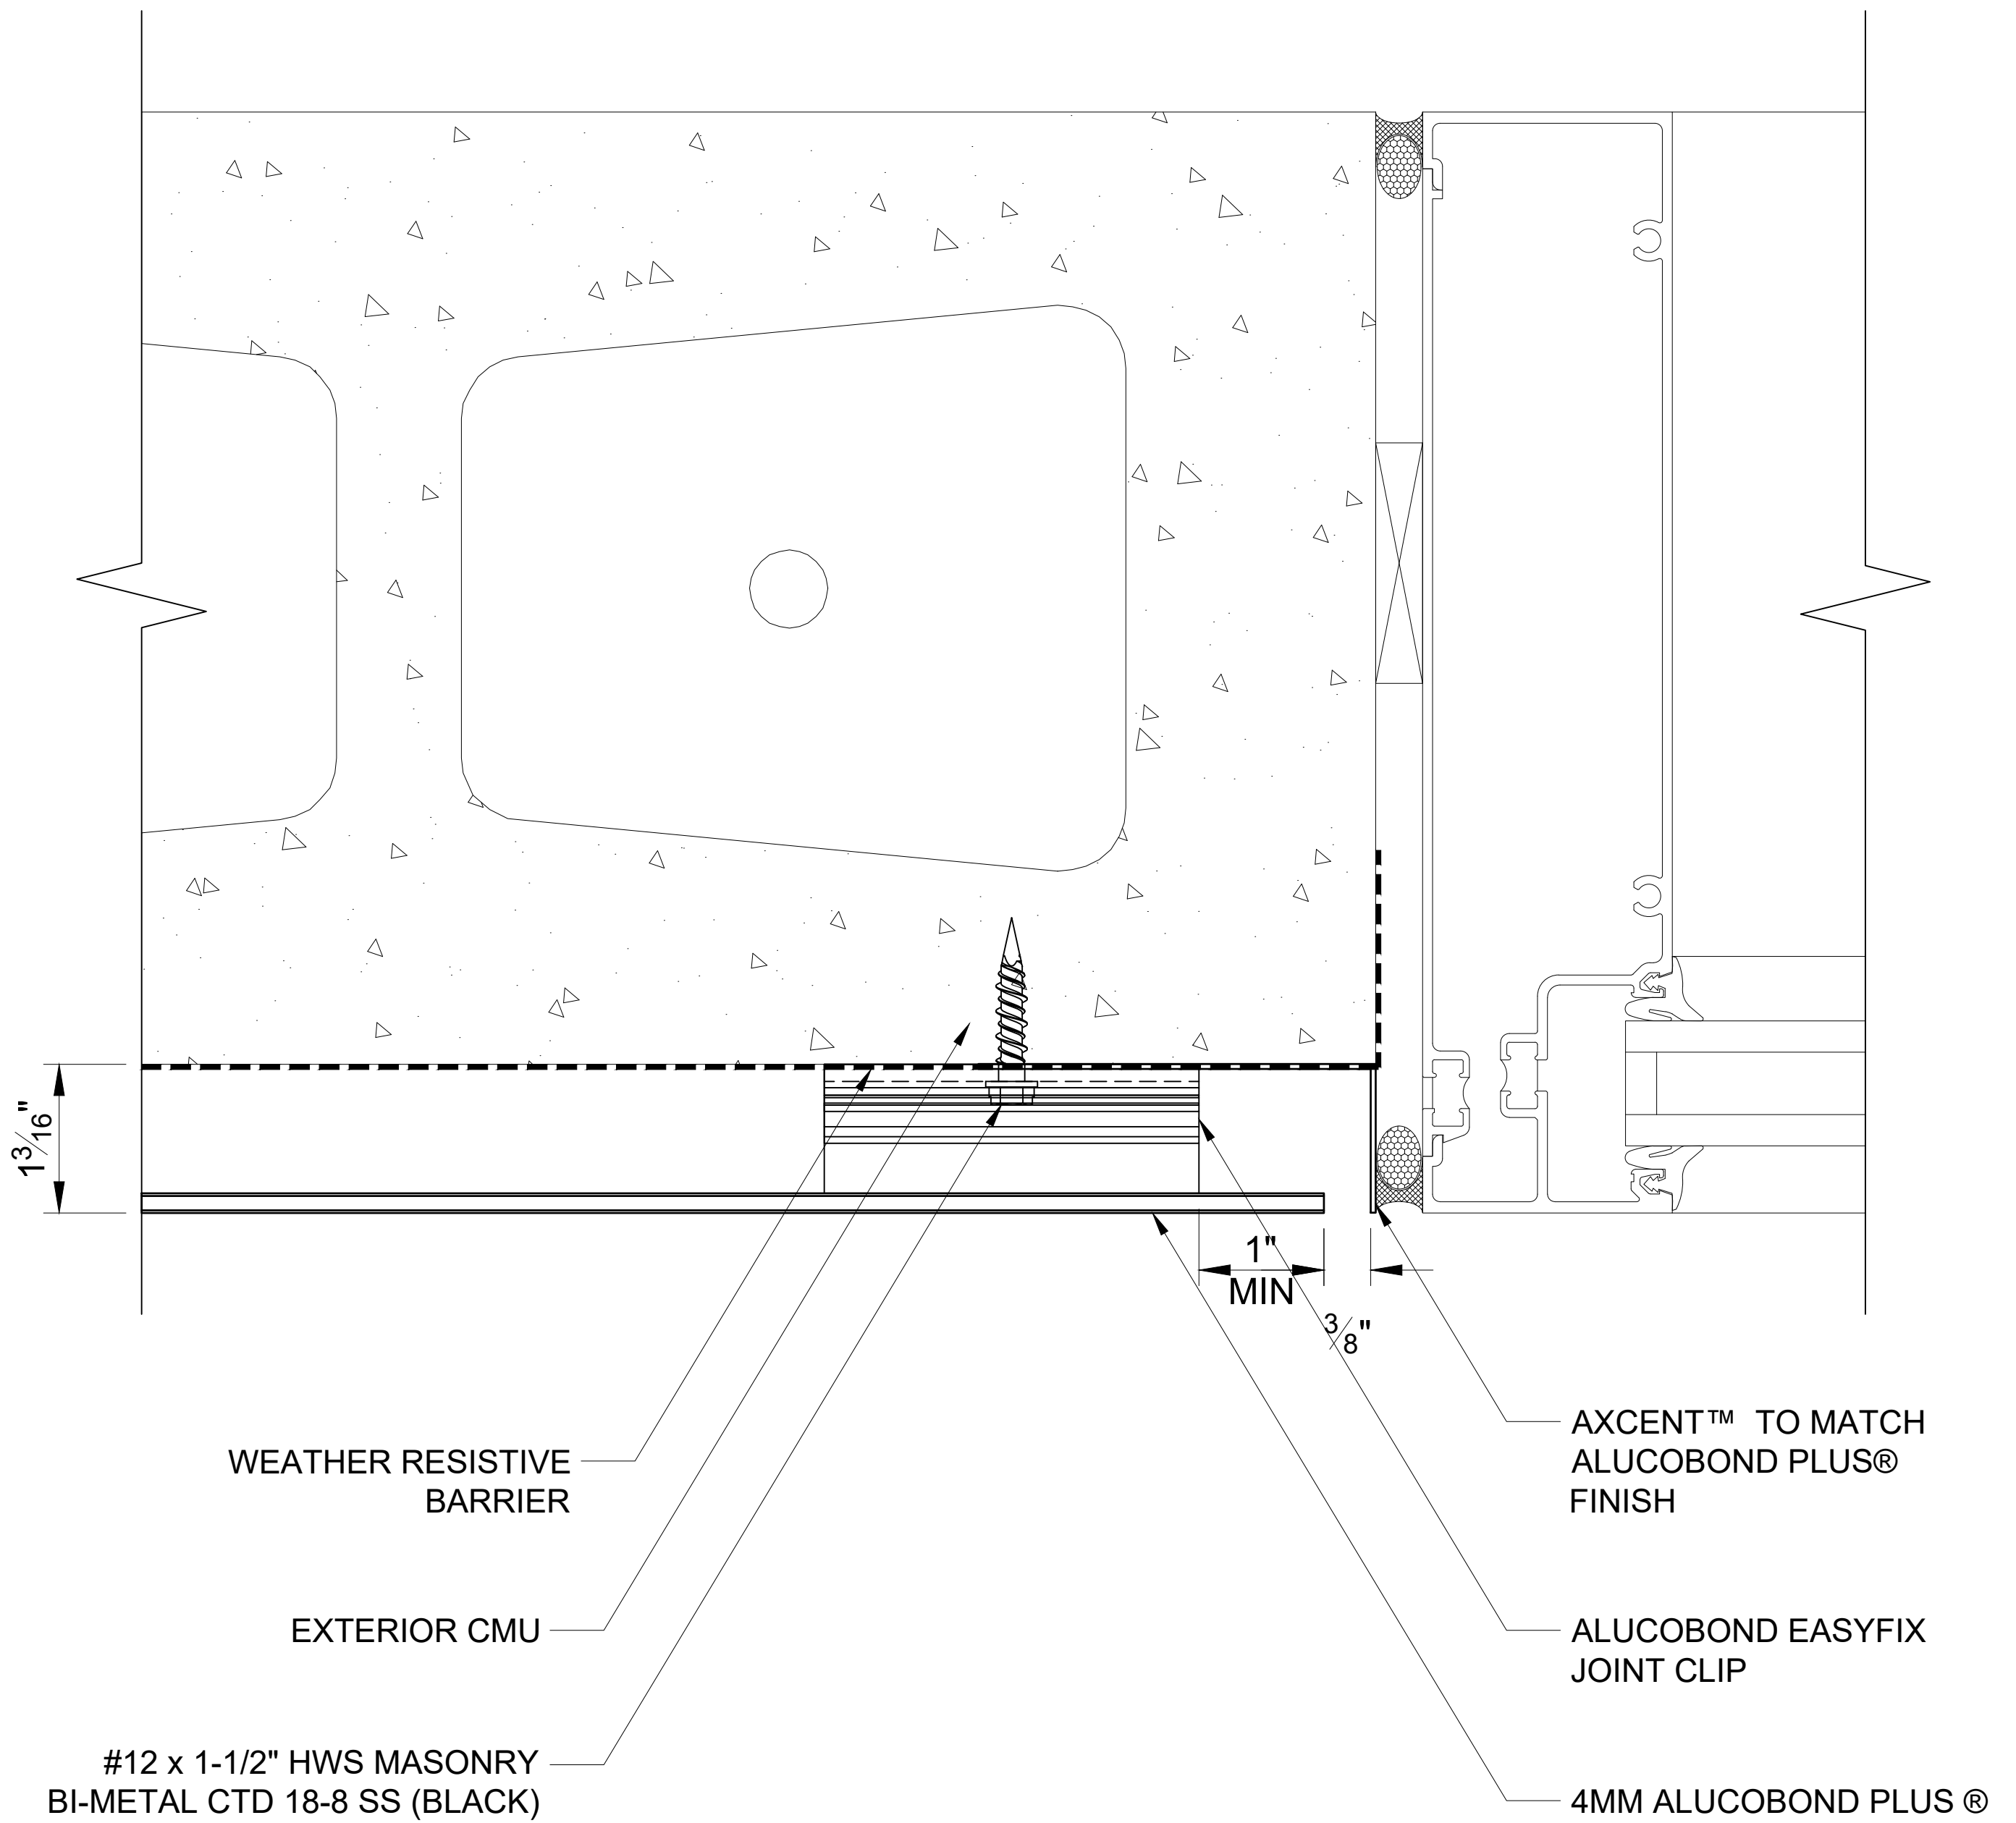 1 3/16"
1"
MIN
3/8"
WEATHER RESISTIVE
BARRIER
EXTERIOR CMU
#12 x 1-1/2" HWS MASONRY
BI-METAL CTD 18-8 SS (BLACK)
AXCENT™ TO MATCH
ALUCOBOND PLUS®
FINISH
ALUCOBOND EASYFIX
JOINT CLIP
4MM ALUCOBOND PLUS ®